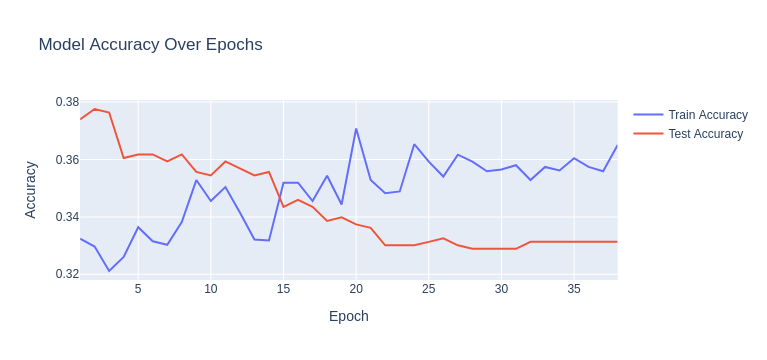 Model Accuracy Over Epochs
Accuracy
0.38
0.36
0.34
0.32
5 10 15 20 25 30 35
Epoch
Train Accuracy
Test Accuracy